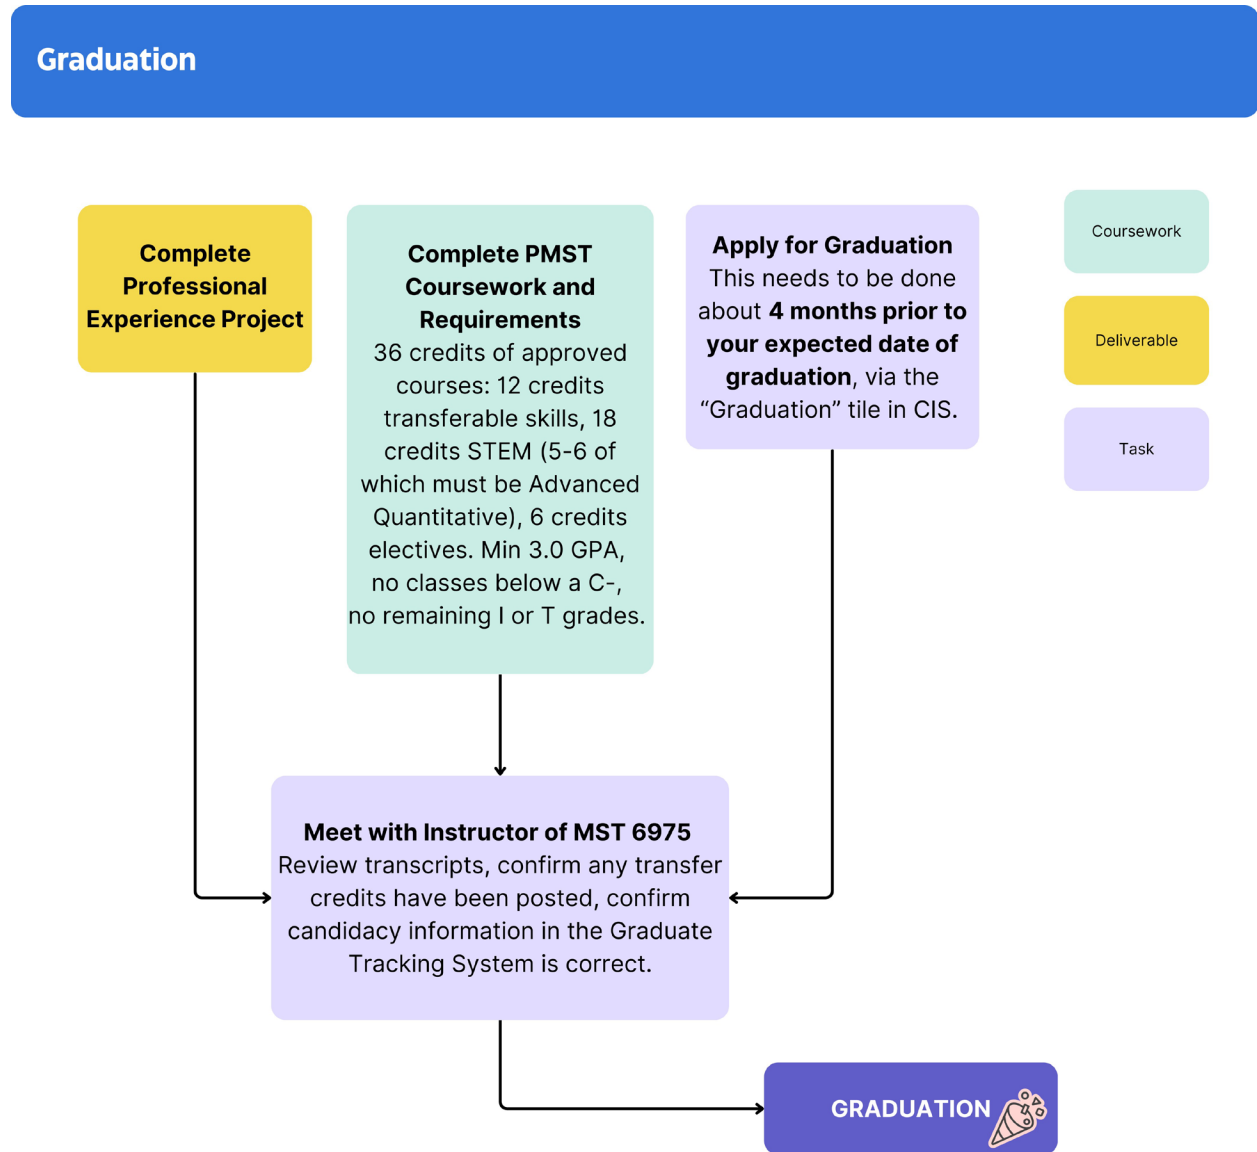 Graduation
Complete
Professional
Experience Project
Complete PMST
Coursework and
Requirements
36 credits of approved
courses: 12 credits
transferable skills, 18
credits STEM (5-6 of
which must be Advanced
Quantitative), 6 credits
electives. Min 3.0 GPA,
no classes below a C-,
no remaining I or T grades.
Apply for Graduation
This needs to be done
about 4 months prior to
your expected date of
graduation, via the
“Graduation” tile in CIS.
Coursework
Deliverable
Task
Meet with Instructor of MST 6975
Review transcripts, confirm any transfer
credits have been posted, confirm
candidacy information in the Graduate
Tracking System is correct.
GRADUATION